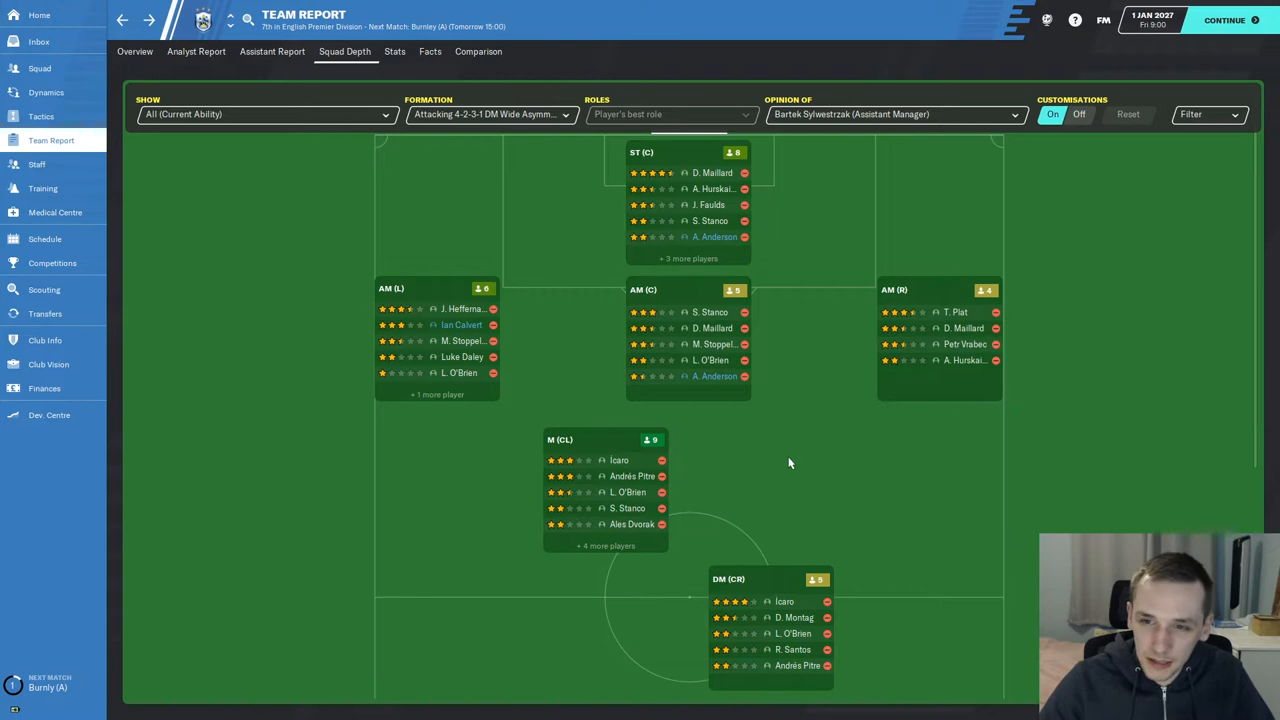 TEAM REPORT
7th in English Premier Division - Next Match: Burnley (A) (Tomorrow 15:00)
FM
1 JAN 2027
Fri 9:00
CONTINUE
Home
Inbox
Squad
Dynamics
Tactics
Team Report
Staff
Training
Medical Centre
Schedule
Competitions
Scouting
Transfers
Club Info
Club Vision
Finances
Dev. Centre
NEXT MATCH
Burnly (A)
1
Overview Analyst Report Assistant Report Squad Depth Stats Facts Comparison
SHOW FORMATION ROLES OPINION OF CUSTOMISATIONS
All (Current Ability) Attacking 4-2-3-1 DM Wide Asymm... Player's best role Bartek Sylwestrzak (Assistant Manager) On Off Reset Filter
ST (C) 8
D. Maillard
A. Hurskai...
J. Faulds
S. Stanco
A. Anderson
+ 3 more players
AM (L) 6
J. Hefferna...
Ian Calvert
M. Stoppel...
Luke Daley
L. O'Brien
+ 1 more player
AM (C) 5
S. Stanco
D. Maillard
M. Stoppel...
L. O'Brien
A. Anderson
AM (R) 4
T. Plat
D. Maillard
Petr Vrabec
A. Hurskai...
M (CL) 9
Ícaro
Andrés Pitre
L. O'Brien
S. Stanco
Ales Dvorak
+ 4 more players
DM (CR) 5
Ícaro
D. Montag
L. O'Brien
R. Santos
Andrés Pitre